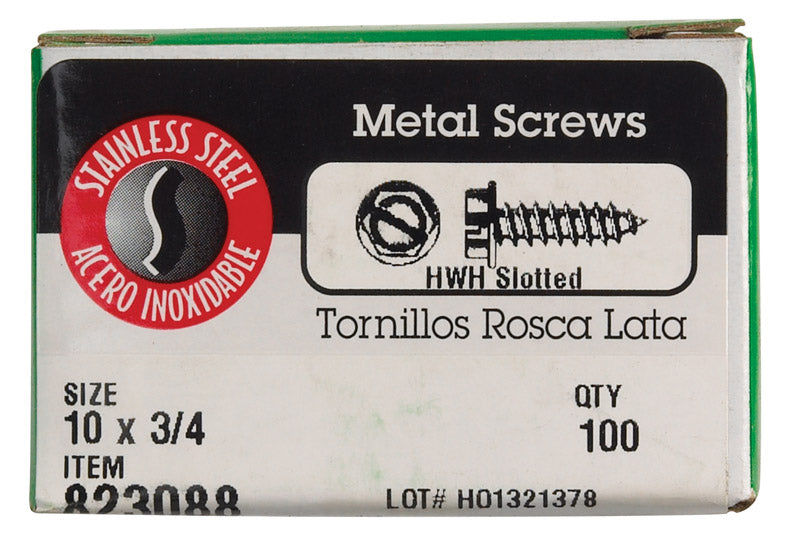 Metal Screws
STAINLESS STEEL
ACERO INOXIDABLE
HWH Slotted
Tornillos Rosca Lata
SIZE
10 x 3/4
QTY
100
ITEM
823088
LOT# H01321378